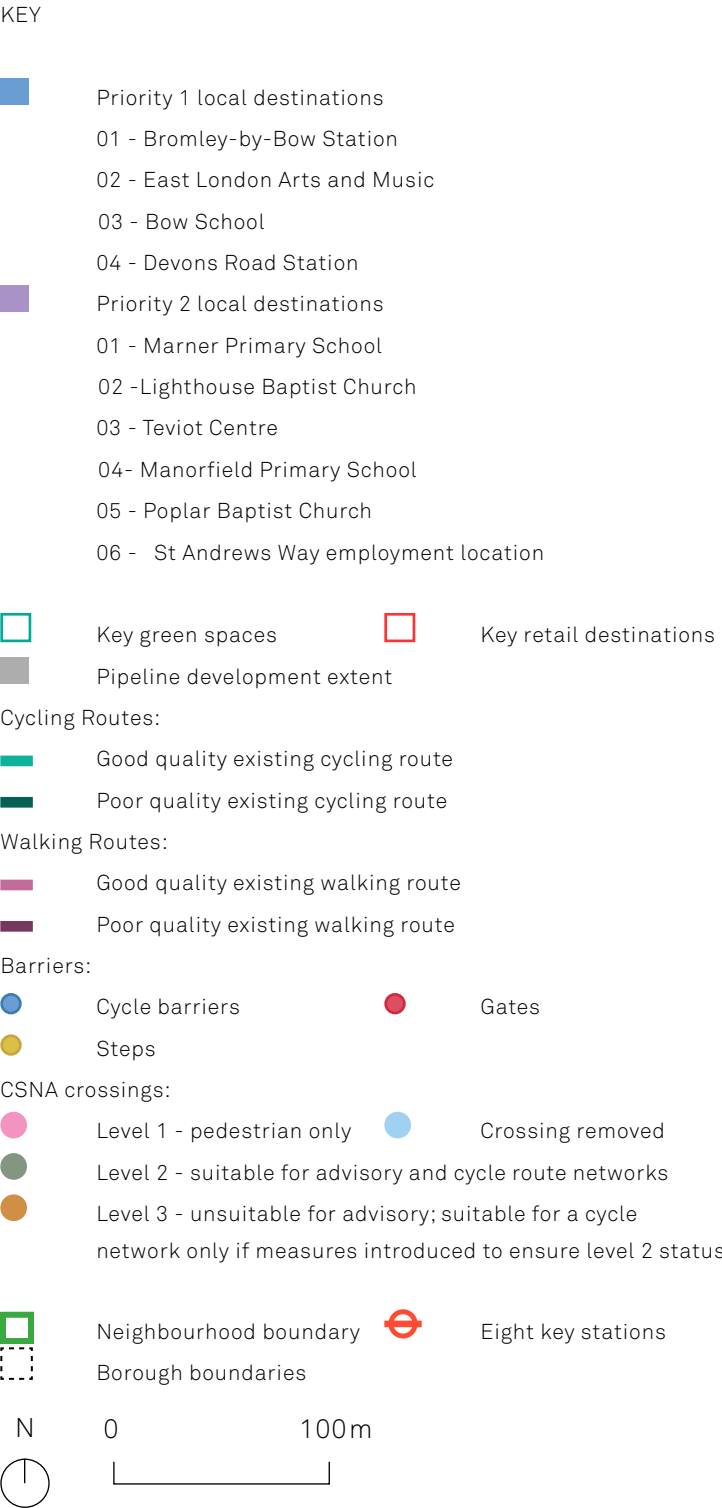 KEY
Priority 1 local destinations
01 - Bromley-by-Bow Station
02 - East London Arts and Music
03 - Bow School
04 - Devons Road Station
Priority 2 local destinations
01 - Marner Primary School
02 -Lighthouse Baptist Church
03 - Teviot Centre
04- Manorfield Primary School
05 - Poplar Baptist Church
06 - St Andrews Way employment location
Key green spaces
Key retail destinations
Pipeline development extent
Cycling Routes:
Good quality existing cycling route
Poor quality existing cycling route
Walking Routes:
Good quality existing walking route
Poor quality existing walking route
Barriers:
Cycle barriers
Gates
Steps
CSNA crossings:
Level 1 - pedestrian only
Crossing removed
Level 2 - suitable for advisory and cycle route networks
Level 3 - unsuitable for advisory; suitable for a cycle
network only if measures introduced to ensure level 2 status
Neighbourhood boundary
Eight key stations
Borough boundaries
N 0 100m